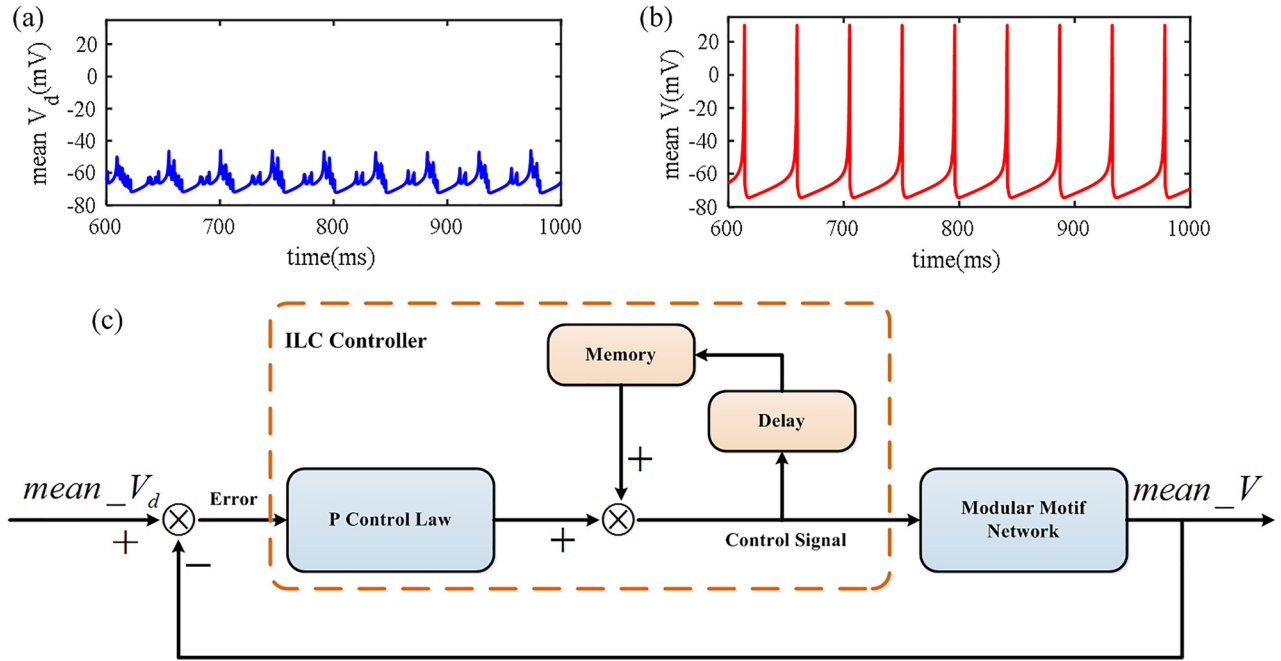 (a)
mean V_d(mV)
20
0
-20
-40
-60
-80
600
700
800
900
1000
time(ms)
(b)
mean V(mV)
20
0
-20
-40
-60
-80
600
700
800
900
1000
time(ms)
(c)
ILC Controller
Memory
Delay
+
mean_V_d
+
Error
−
P Control Law
+
Control Signal
Modular Motif
Network
mean_V